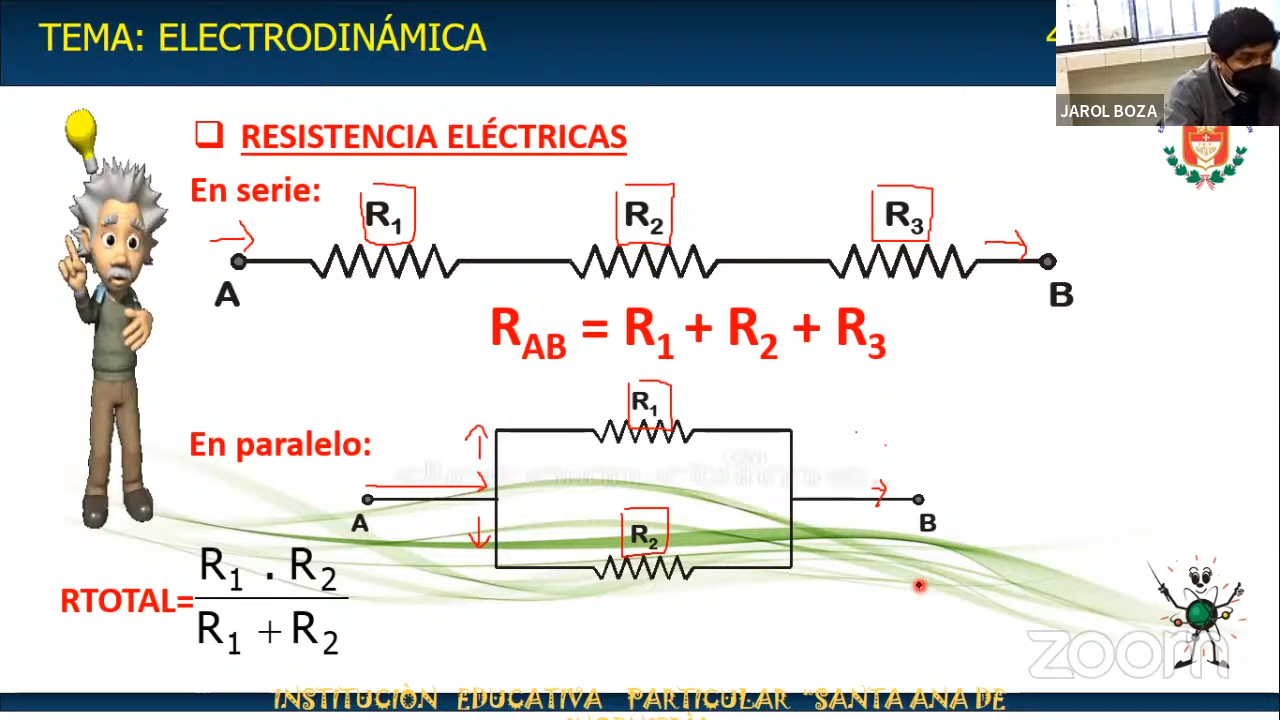 TEMA: ELECTRODINÁMICA
JAROL BOZA
RESISTENCIA ELÉCTRICAS
En serie:
R1 R2 R3
A B
RAB = R1 + R2 + R3
R1
En paralelo:
A B
R2
RTOTAL= R1 . R2
R1 + R2
zoom
INSTITUCIÒN EDUCATIVA PARTICULAR “SANTA ANA DE